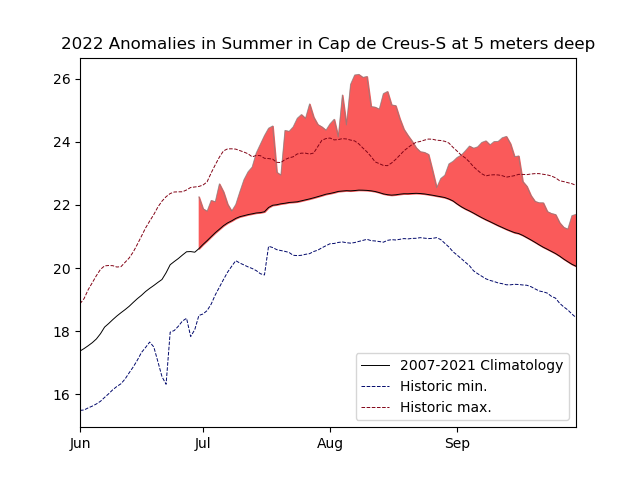 2022 Anomalies in Summer in Cap de Creus-S at 5 meters deep
26
24
22
20
18
16
Jun Jul Aug Sep
2007-2021 Climatology
Historic min.
Historic max.